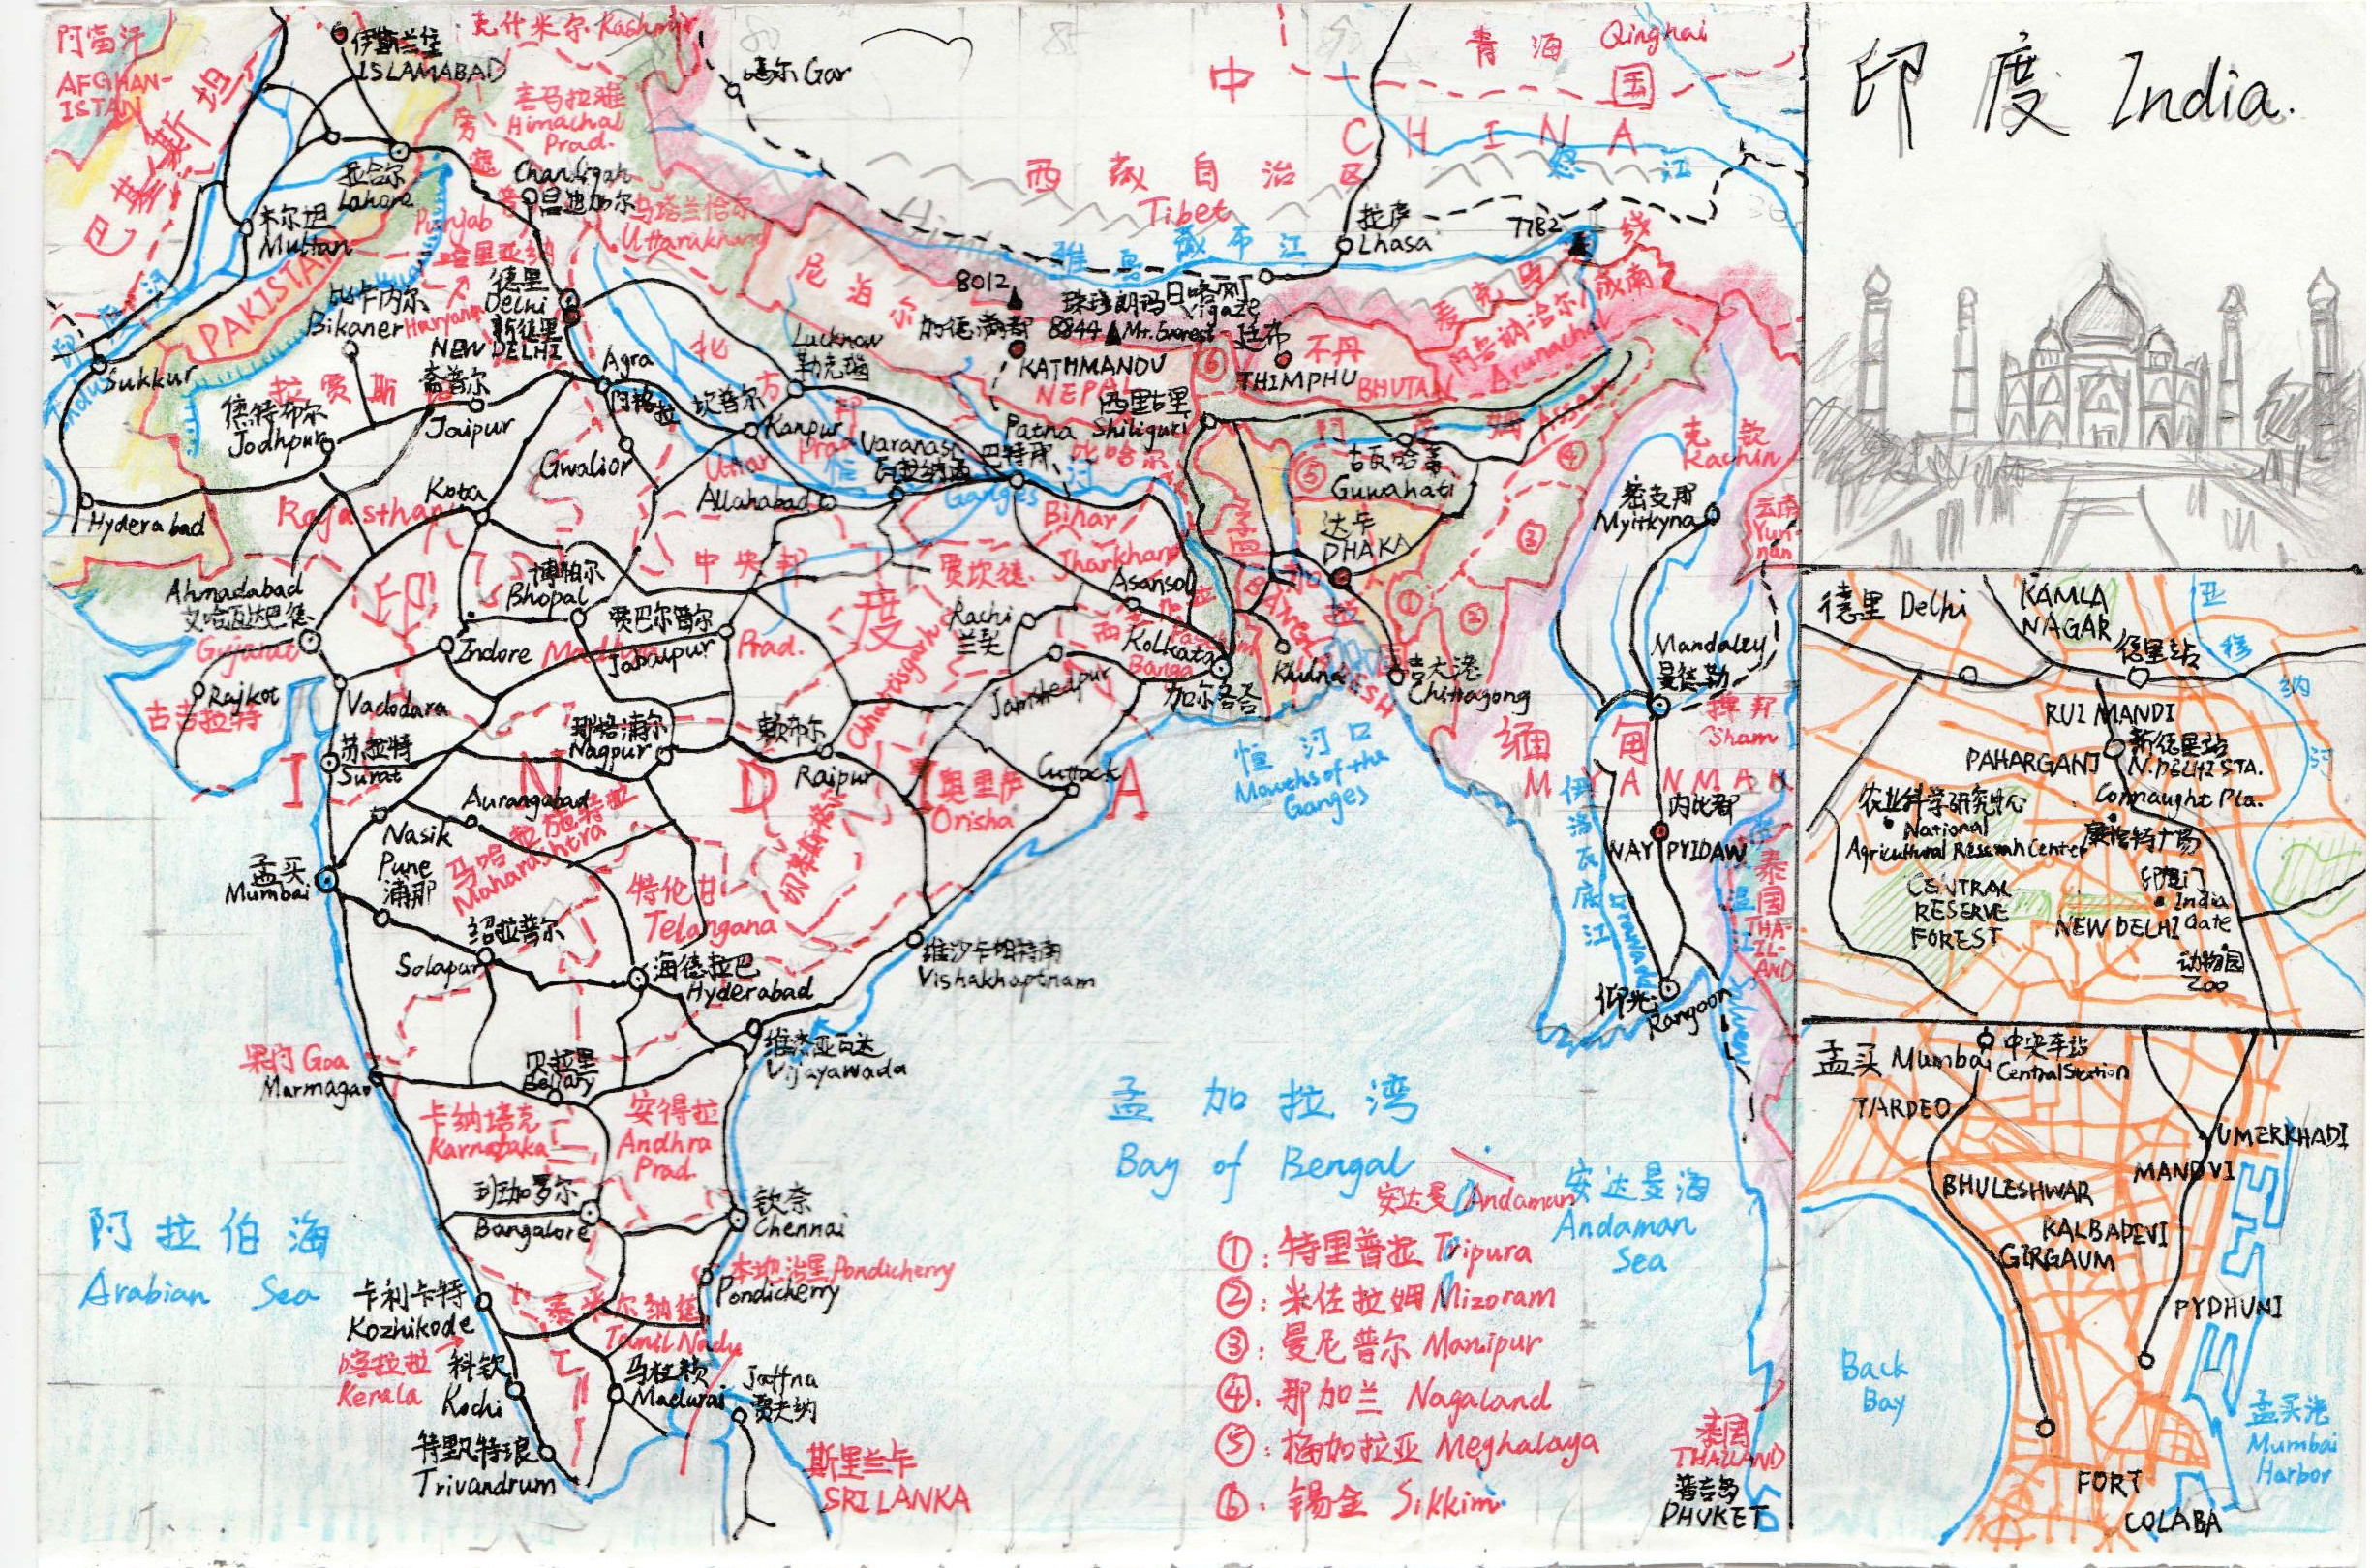 印度 India.
阿富汗
AFGHAN-
ISTAN
巴基斯坦
PAKISTAN
伊斯兰堡
ISLAMABAD
克什米尔 Kashmir
喜马拉雅
Himachal
Prad.
噶尔 Gar
中国
CHINA
青海 Qinghai
西藏自治区
Tibet
怒江
拉合尔
Lahore
木尔坦
Multan
Chandigah
昌迪加尔
旁遮普
Punjab
哈里亚纳
Haryana
乌塔兰恰尔
Uttarukhand
拉萨
Lhasa
7782
雅鲁藏布江
日喀则
Xigaze
印度河
Indus
Sukkur
Hyderabad
比卡内尔
Bikaner
德里
Delhi
新德里
NEW
DELHI
斋普尔
Jaipur
拉贾斯
Rajasthan
Jodhpur
Agra
阿格拉
Gwalior
Kota
北方邦
Uttar
Prad.
Lucknow
勒克瑙
坎普尔
Kanpur
Allahabad
Varanasi
瓦拉纳西
Patna
巴特那
恒河
Ganges
比哈尔
Bihar
尼泊尔
NEPAL
8012
加德满都
KATHMANDU
珠穆朗玛
8844 Mt. Everest
⑥
廷布
THIMPHU
不丹
BHUTAN
麦克马线
阿鲁纳恰尔
藏南
Arunachal
西里古里
Shiliguri
阿萨姆 Assam
古瓦哈蒂
Guwahati
⑤
④
③
②
①
达卡
DHAKA
孟加拉
BANGLADESH
Khulna
吉大港
Chittagong
克钦
Kachin
云南
Yun-
nan
密支那
Myitkyna
Mandaley
曼德勒
掸邦
Sham
缅甸
MYANMAR
内比都
NAYPYIDAW
伊洛瓦底江
Irrawandi
仰光
Rangoon
萨尔温江
Salween
泰国
THA-
IL-
AND
印度
INDIA
Ahmadabad
艾哈迈达巴德
Gujarat
古吉拉特
Rajkot
Vadodara
苏拉特
Surat
Indore
博帕尔
Bhopal
中央邦
Madhya Prad.
贾巴尔普尔
Jabalpur
贾坎德 Jharkhand
Asansol
Rachi
兰契
Jamshedpur
Kolkata
加尔各答
Banga
Chhattisgarh
切蒂斯格
那格浦尔
Nagpur
赖布尔
Raipur
奥里萨
Orisha
Cuttack
恒河口
Mouths of the
Ganges
孟买
Mumbai
Nasik
Pune
浦那
Aurangabad
马哈拉施特拉
Maharashtra
绍拉普尔
Solapur
特伦甘
Telangana
海德拉巴
Hyderabad
维沙卡帕特南
Vishakhaptnam
维杰亚瓦达
Vijayawada
果阿 Goa
Marmagao
贝拉里
Bellary
卡纳塔克
Karnataka
安得拉
Andhra
Prad.
班加罗尔
Bangalore
钦奈
Chennai
本地治里 Pondicherry
Pondicherry
泰米尔纳德
Tamil Nadu
卡利卡特
Kozhikode
喀拉拉
Kerala
科钦
Kochi
马杜赖
Madurai
特里凡特琅
Trivandrum
Jaffna
贾夫纳
斯里兰卡
SRI LANKA
阿拉伯海
Arabian Sea
孟加拉湾
Bay of Bengal
安达曼 Andaman
安达曼海
Andaman
Sea
①: 特里普拉 Tripura
②: 米佐拉姆 Mizoram
③: 曼尼普尔 Manipur
④: 那加兰 Nagaland
⑤: 梅加拉亚 Meghalaya
⑥: 锡金 Sikkim
泰国
THAILAND
普吉岛
PHUKET
德里 Delhi
KAMLA
NAGAR
德里站
亚穆纳河
RUI MANDI
PAHARGANJ
新德里站
N.DELHI STA.
Connaught Pla.
康诺特广场
农业科学研究中心
National
Agricultural Research Center
CENTRAL
RESERVE
FOREST
印度门
India
Gate
NEW DELHI
动物园
Zoo
孟买 Mumbai
中央车站
Central Station
TARDEO
UMERKHADI
MANDVI
BHULESHWAR
KALBADEVI
GIRGAUM
PYDHUNI
Back
Bay
孟买港
Mumbai
Harbor
FORT
COLABA